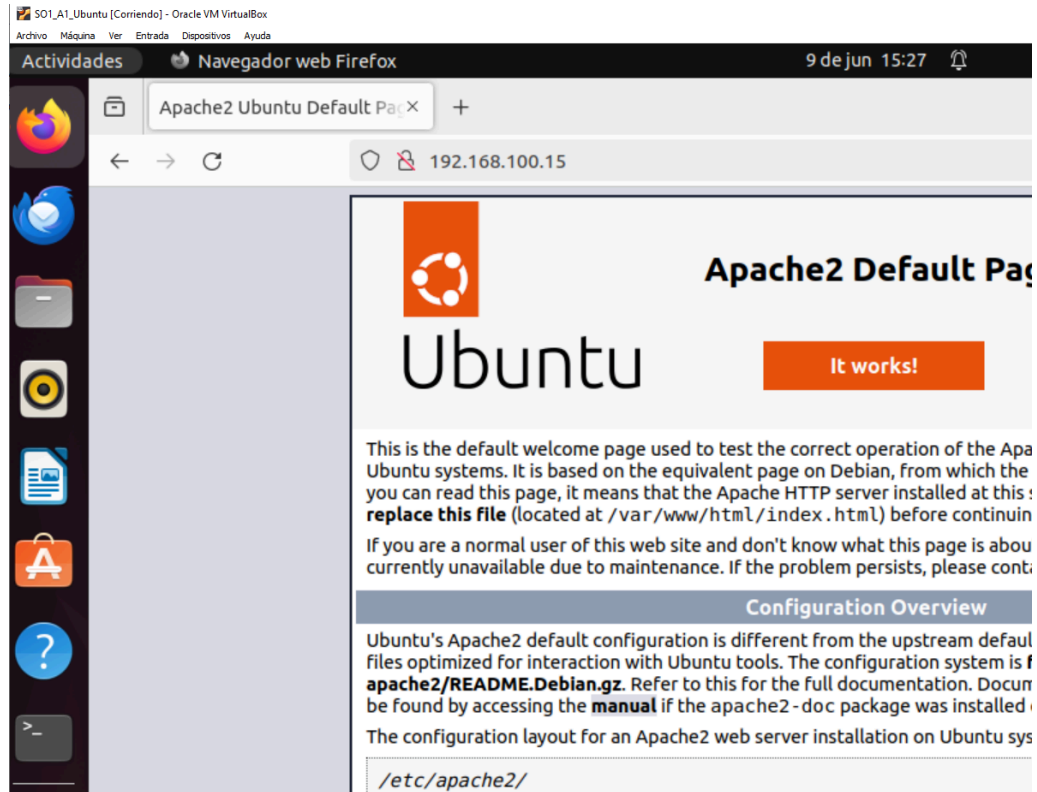 SO1_A1_Ubuntu [Corriendo] - Oracle VM VirtualBox
Archivo Máquina Ver Entrada Dispositivos Ayuda
Actividades Navegador web Firefox 9 de jun 15:27
Apache2 Ubuntu Default Pag
192.168.100.15
Apache2 Default Pag
Ubuntu
It works!
This is the default welcome page used to test the correct operation of the Apa
Ubuntu systems. It is based on the equivalent page on Debian, from which the
you can read this page, it means that the Apache HTTP server installed at this s
replace this file (located at /var/www/html/index.html) before continuin
If you are a normal user of this web site and don't know what this page is abou
currently unavailable due to maintenance. If the problem persists, please conta
Configuration Overview
Ubuntu's Apache2 default configuration is different from the upstream defaul
files optimized for interaction with Ubuntu tools. The configuration system is f
apache2/README.Debian.gz. Refer to this for the full documentation. Docum
be found by accessing the manual if the apache2-doc package was installed
The configuration layout for an Apache2 web server installation on Ubuntu sys
/etc/apache2/